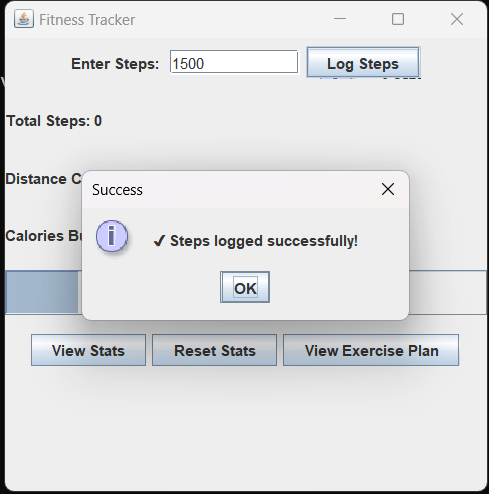 Fitness Tracker
Enter Steps: 1500 Log Steps
Total Steps: 0
Distance
Success
✔ Steps logged successfully!
Calories
OK
View Stats Reset Stats View Exercise Plan